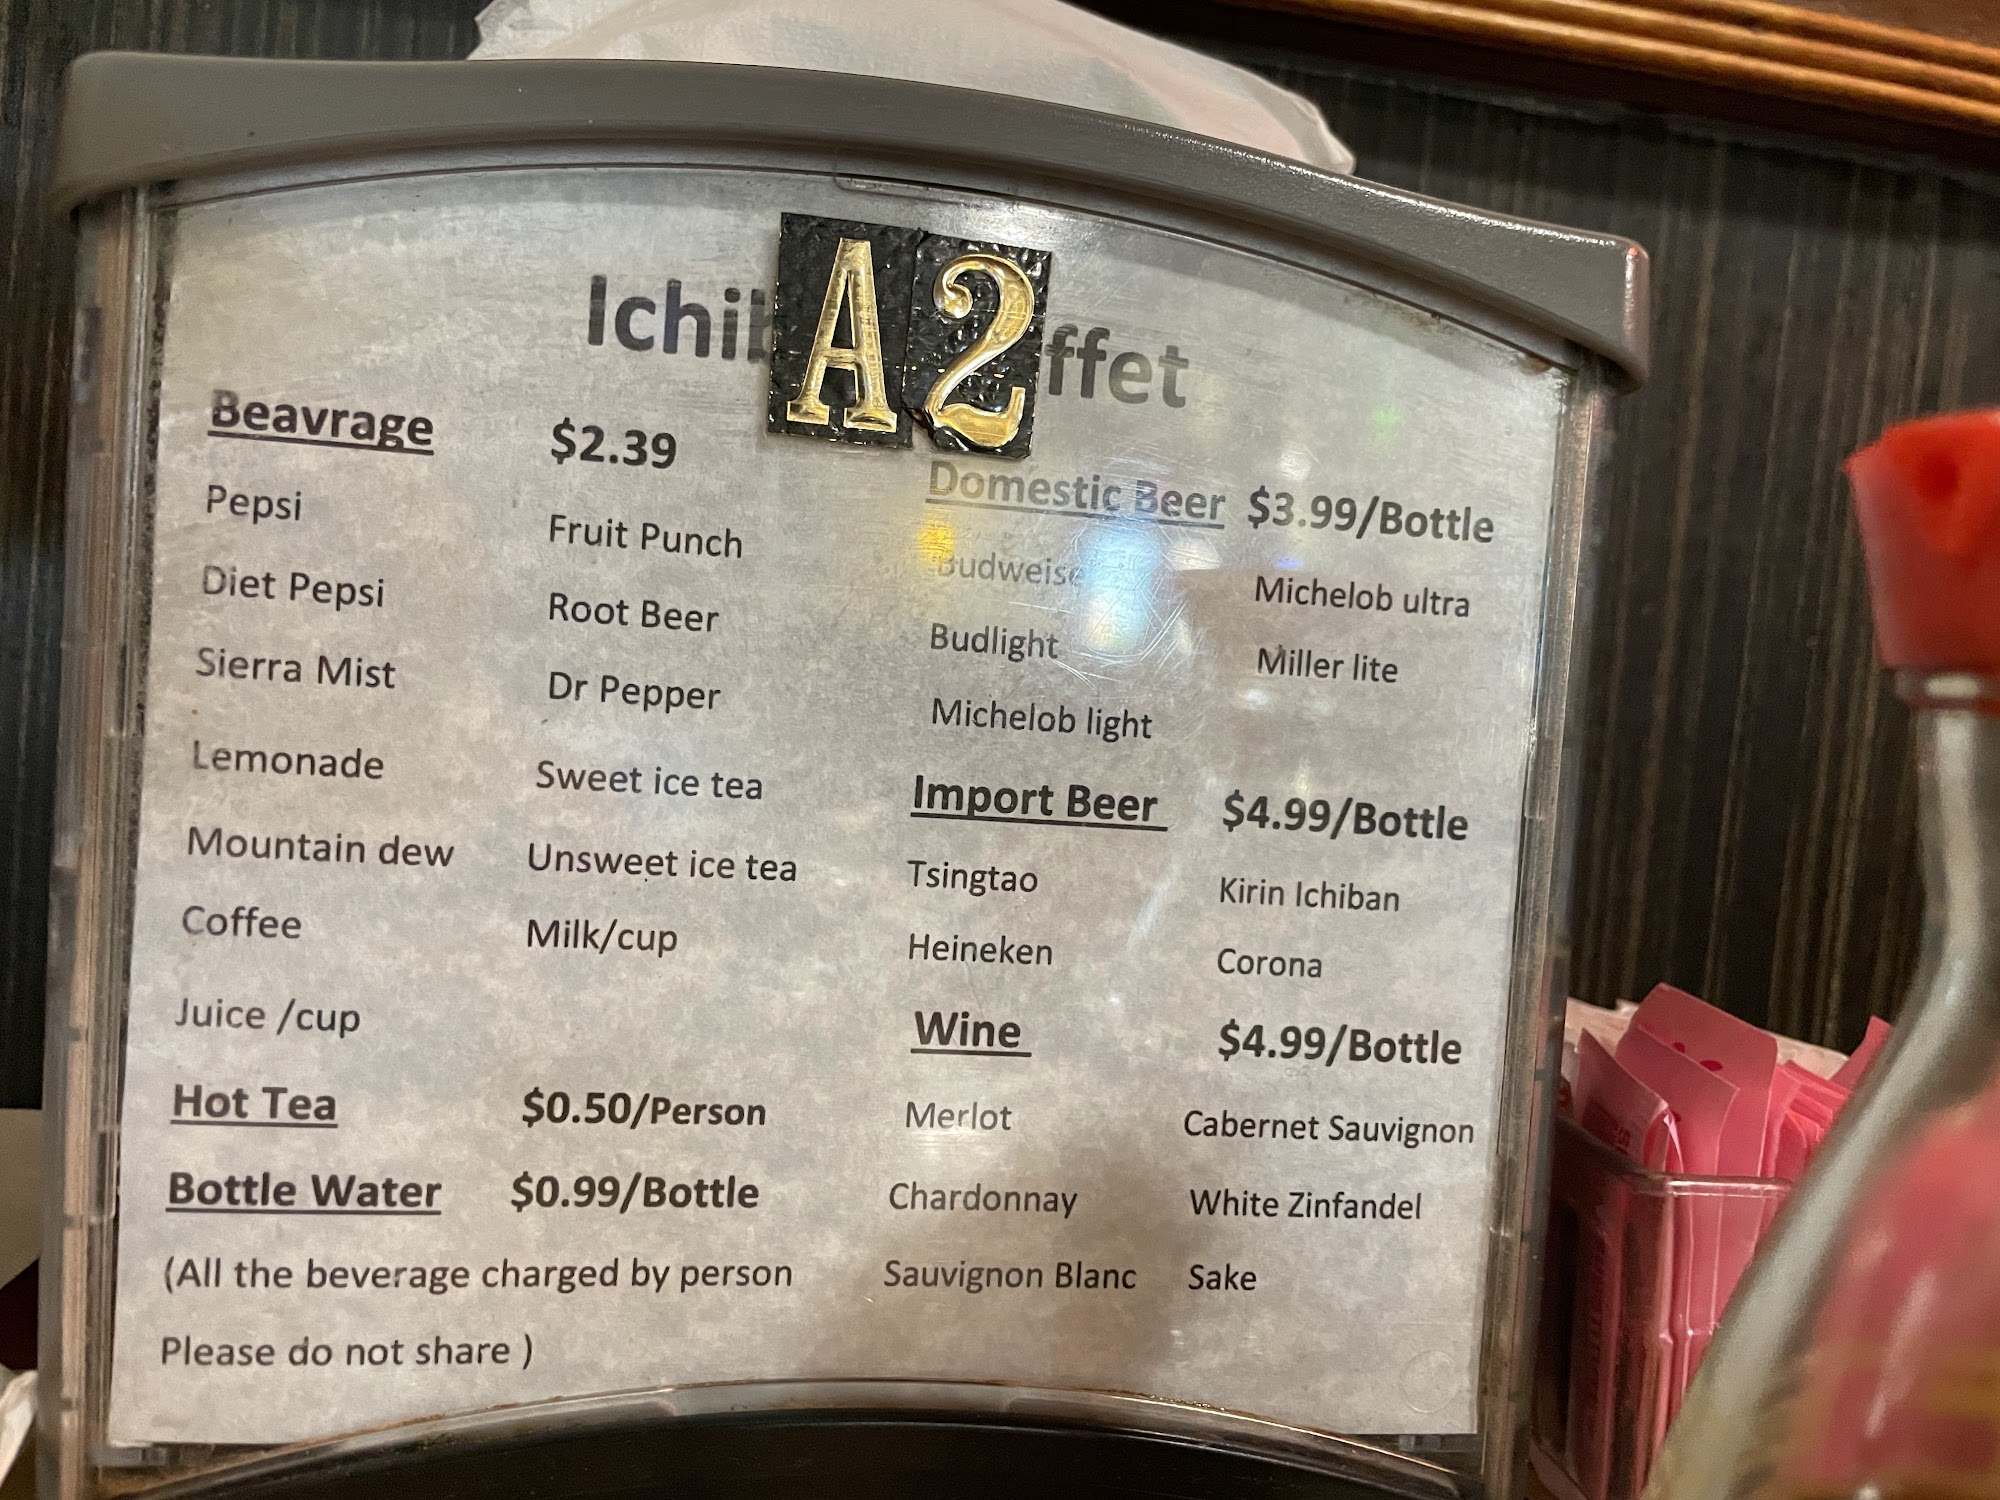 A2
Beavrage $2.39
Pepsi Fruit Punch
Diet Pepsi Root Beer
Sierra Mist Dr Pepper
Lemonade Sweet ice tea
Mountain dew Unsweet ice tea
Coffee Milk/cup
Juice /cup
Hot Tea $0.50/Person
Bottle Water $0.99/Bottle
(All the beverage charged by person
Please do not share )
Domestic Beer $3.99/Bottle
Budweiser Michelob ultra
Budlight Miller lite
Michelob light
Import Beer $4.99/Bottle
Tsingtao Kirin Ichiban
Heineken Corona
Wine $4.99/Bottle
Merlot Cabernet Sauvignon
Chardonnay White Zinfandel
Sauvignon Blanc Sake